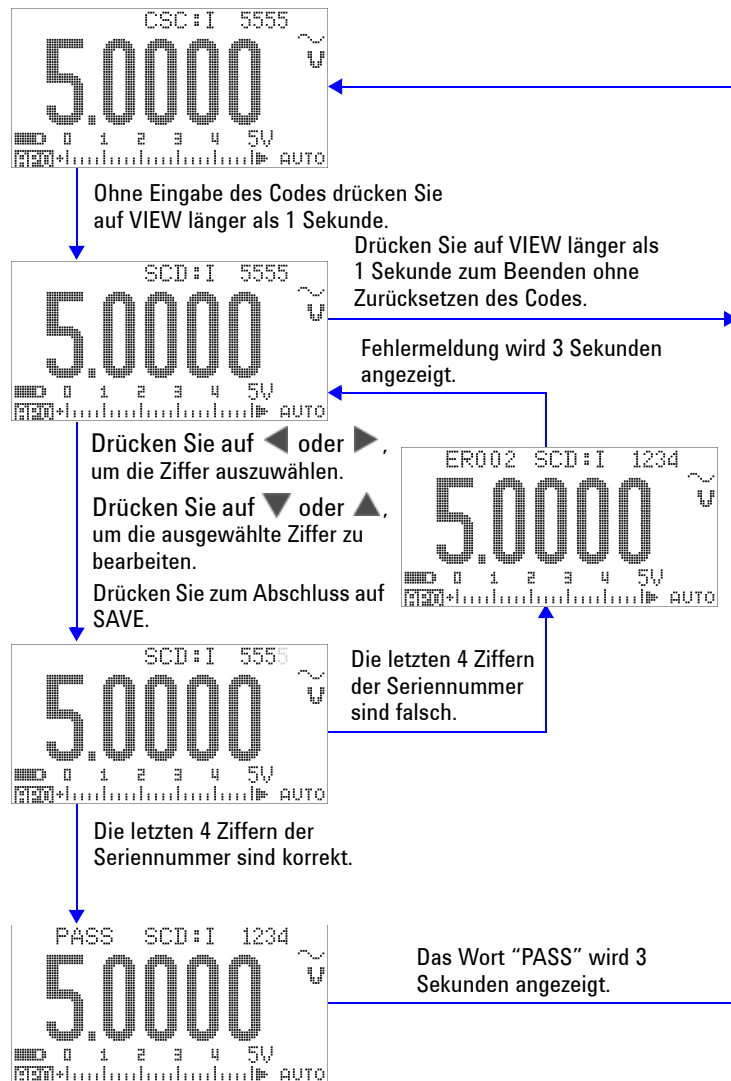 CSC:I 5555
5.0000
V
0 1 2 3 4 5V
APO AUTO
Ohne Eingabe des Codes drücken Sie
auf VIEW länger als 1 Sekunde.
SCD:I 5555
5.0000
V
0 1 2 3 4 5V
APO AUTO
Drücken Sie auf VIEW länger als
1 Sekunde zum Beenden ohne
Zurücksetzen des Codes.
Fehlermeldung wird 3 Sekunden
angezeigt.
Drücken Sie auf ◀ oder ▶,
um die Ziffer auszuwählen.
Drücken Sie auf ▼ oder ▲,
um die ausgewählte Ziffer zu
bearbeiten.
Drücken Sie zum Abschluss auf
SAVE.
ER002 SCD:I 1234
5.0000
V
0 1 2 3 4 5V
APO AUTO
SCD:I 5555
5.0000
V
0 1 2 3 4 5V
APO AUTO
Die letzten 4 Ziffern
der Seriennummer
sind falsch.
Die letzten 4 Ziffern der
Seriennummer sind korrekt.
PASS SCD:I 1234
5.0000
V
0 1 2 3 4 5V
APO AUTO
Das Wort “PASS” wird 3
Sekunden angezeigt.